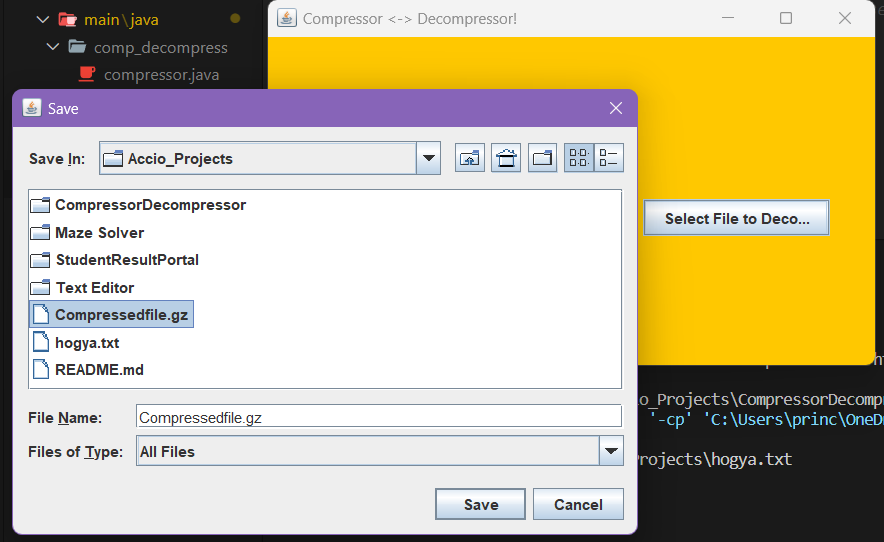 main\java
comp_decompress
compressor.java
Compressor <-> Decompressor!
Save
Save In:
Accio_Projects
CompressorDecompressor
Maze Solver
StudentResultPortal
Text Editor
Compressedfile.gz
hogya.txt
README.md
File Name:
Compressedfile.gz
Files of Type:
All Files
Save
Cancel
Select File to Deco...
o_Projects\CompressorDecomp
'-cp' 'C:\Users\princ\OneD
Projects\hogya.txt